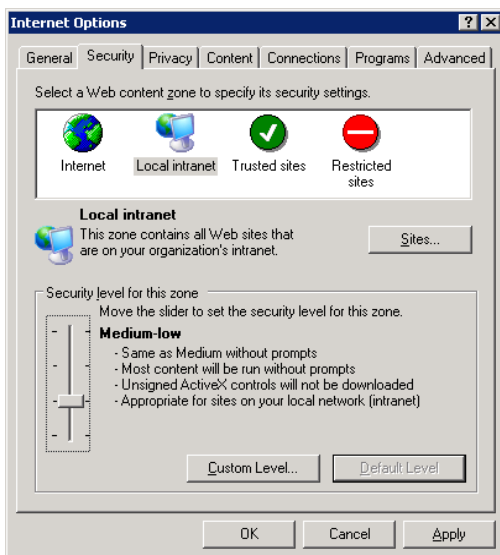 Internet Options
General Security Privacy Content Connections Programs Advanced
Select a Web content zone to specify its security settings.
Internet Local intranet Trusted sites Restricted
sites
Local intranet
This zone contains all Web sites that
are on your organization's intranet.
Sites...
Security level for this zone
Move the slider to set the security level for this zone.
Medium-low
- Same as Medium without prompts
- Most content will be run without prompts
- Unsigned ActiveX controls will not be downloaded
- Appropriate for sites on your local network (intranet)
Custom Level... Default Level
OK Cancel Apply